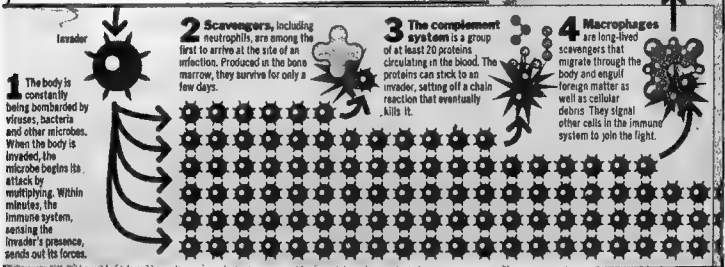 Invader
1 The body is
constantly
being bombarded by
viruses, bacteria
and other microbes.
When the body is
invaded, the
microbe begins its
attack by
multiplying. Within
minutes, the
immune system,
sensing the
invader's presence,
sends out its forces.
2 Scavengers, including
neutrophils, are among the
first to arrive at the site of an
infection. Produced in the bone
marrow, they survive for only a
few days.
3 The complement
system is a group
of at least 20 proteins
circulating in the blood. The
proteins can stick to an
invader, setting off a chain
reaction that eventually
kills it.
4 Macrophages
are long-lived
scavengers that
migrate through the
body and engulf
foreign matter as
well as cellular
debris They signal
other cells in the immune
system to join the fight.